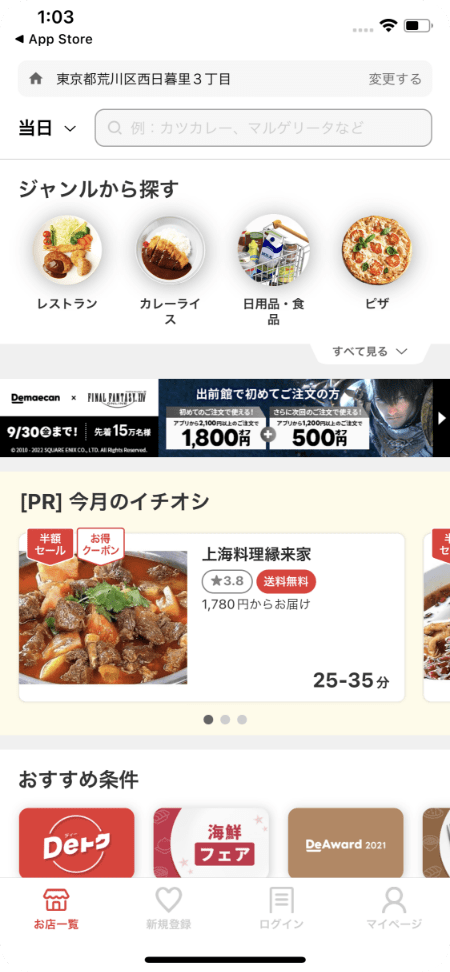 1:03
◀ App Store
東京都荒川区西日暮里3丁目
変更する
当日
例：カツカレー、マルゲリータなど
ジャンルから探す
レストラン
カレーライス
日用品・食品
ピザ
すべて見る
Demaecan × FINAL FANTASY XIV
9/30金まで! 先着15万名様
© 2010 - 2022 SQUARE ENIX CO., LTD. All Rights Reserved.
出前館で初めてご注文の方
初めてのご注文で使える!
アプリから2,100円以上のご注文で
1,800円オフ
さらに次回のご注文で使える!
アプリから1,200円以上のご注文で
500円オフ
[PR] 今月のイチオシ
半額
セール
お得
クーポン
上海料理縁来家
★3.8 送料無料
1,780円からお届け
25-35分
おすすめ条件
Deトク
ディー
海鮮
フェア
DeAward 2021
お店一覧
新規登録
ログイン
マイページ